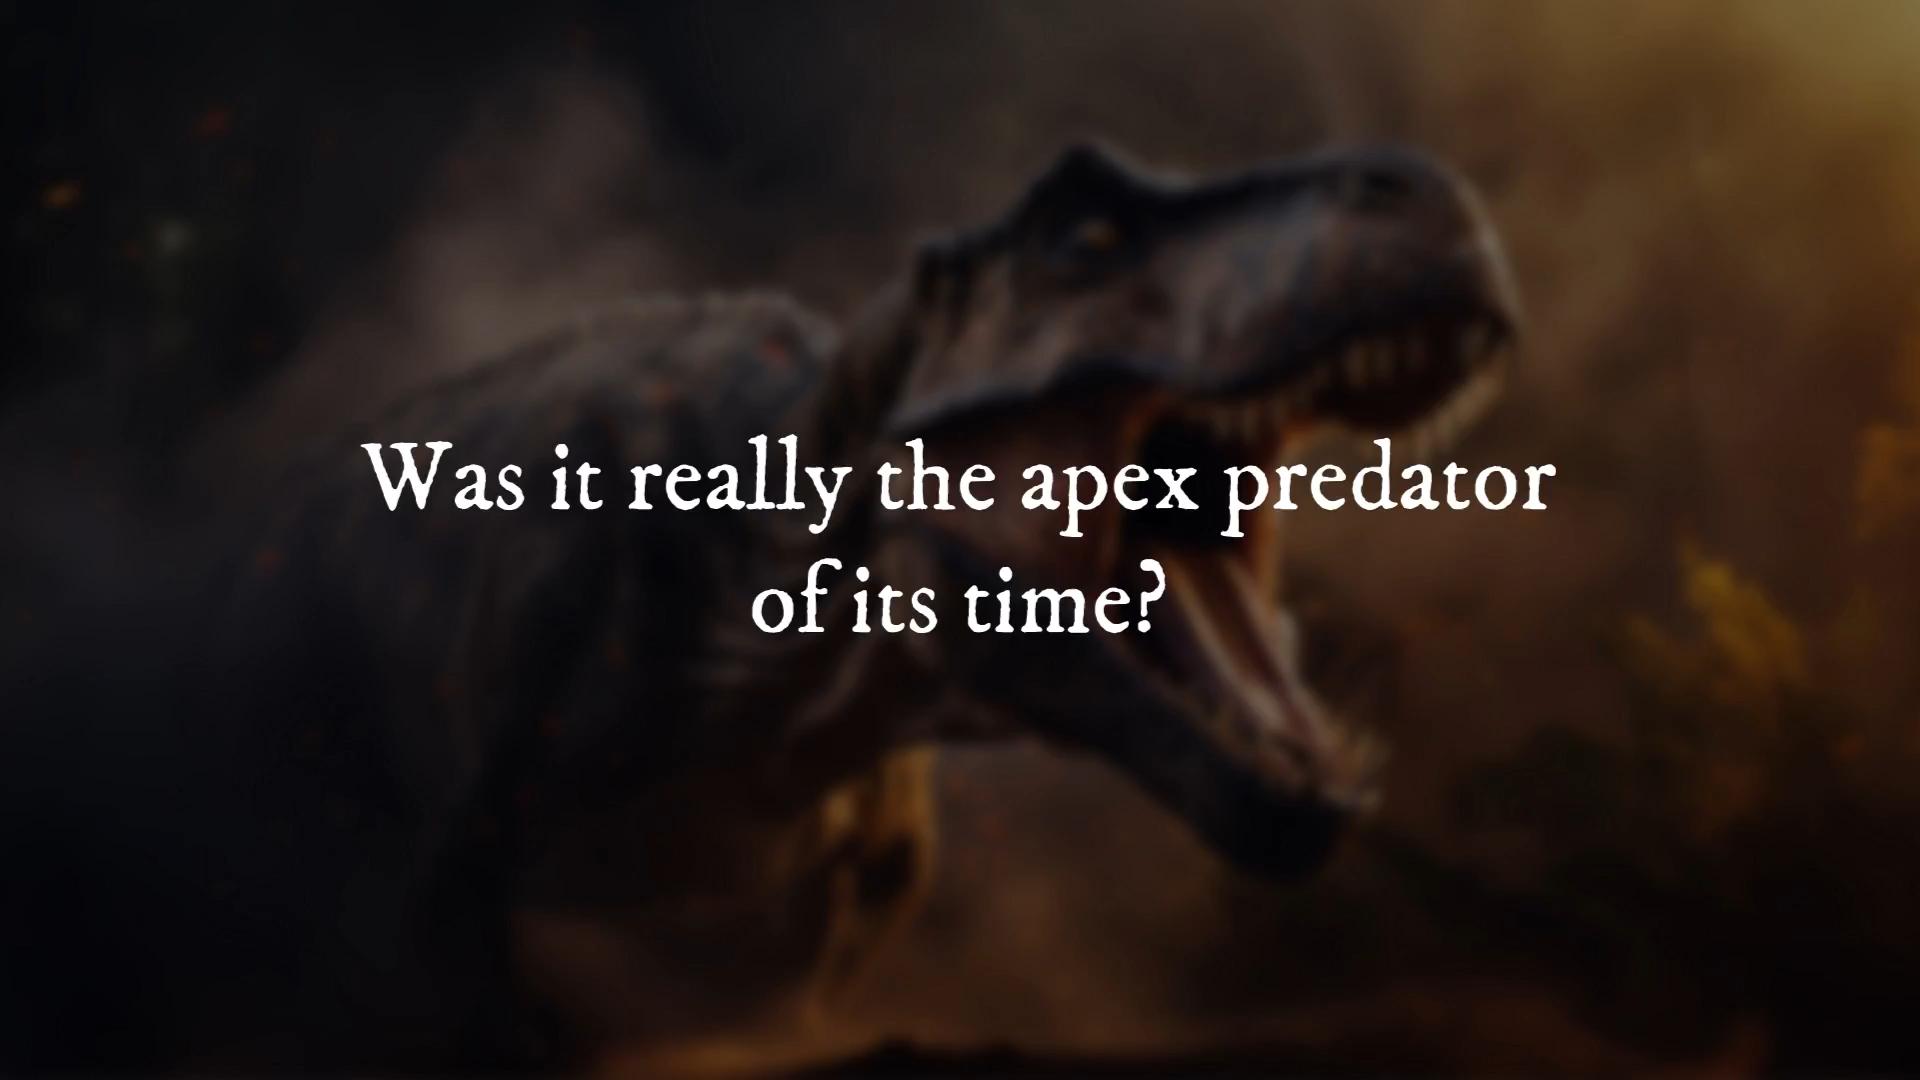 Was it really the apex predator
of its time?